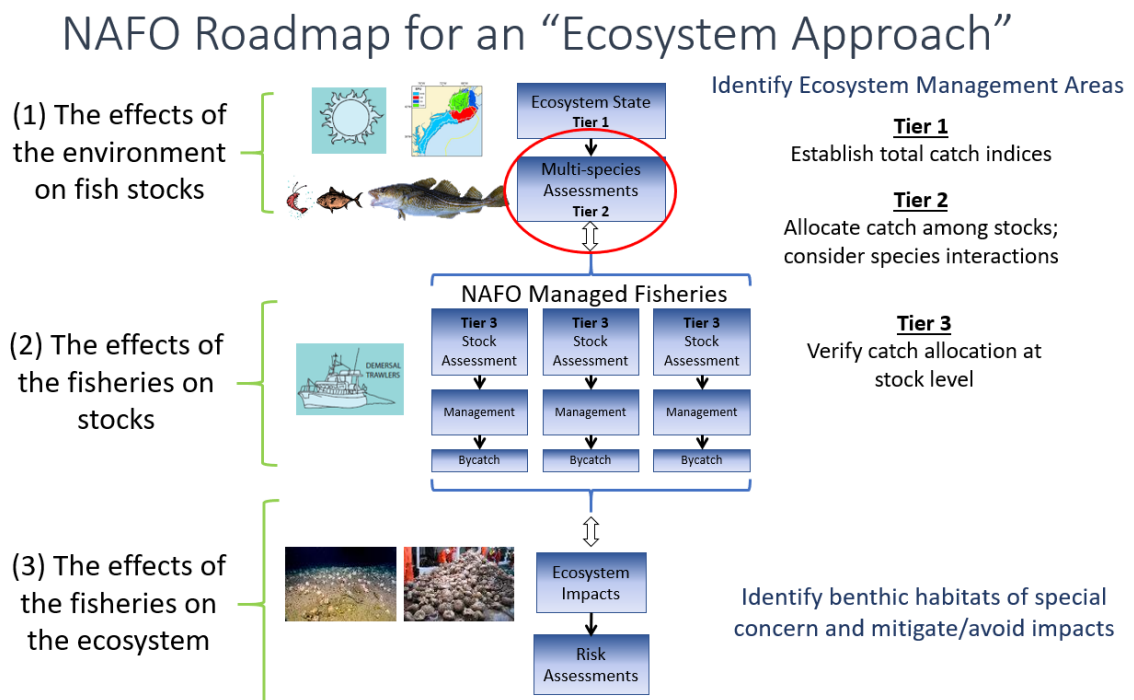 NAFO Roadmap for an “Ecosystem Approach”
(1) The effects of
the environment
on fish stocks
Ecosystem State
Tier 1
Multi-species
Assessments
Tier 2
Identify Ecosystem Management Areas
Tier 1
Establish total catch indices
Tier 2
Allocate catch among stocks;
consider species interactions
(2) The effects of
the fisheries on
stocks
DEMERSAL
TRAWLERS
NAFO Managed Fisheries
Tier 3
Stock
Assessment
Management
Bycatch
Tier 3
Stock
Assessment
Management
Bycatch
Tier 3
Stock
Assessment
Management
Bycatch
Tier 3
Verify catch allocation at
stock level
(3) The effects of
the fisheries on
the ecosystem
Ecosystem
Impacts
Risk
Assessments
Identify benthic habitats of special
concern and mitigate/avoid impacts